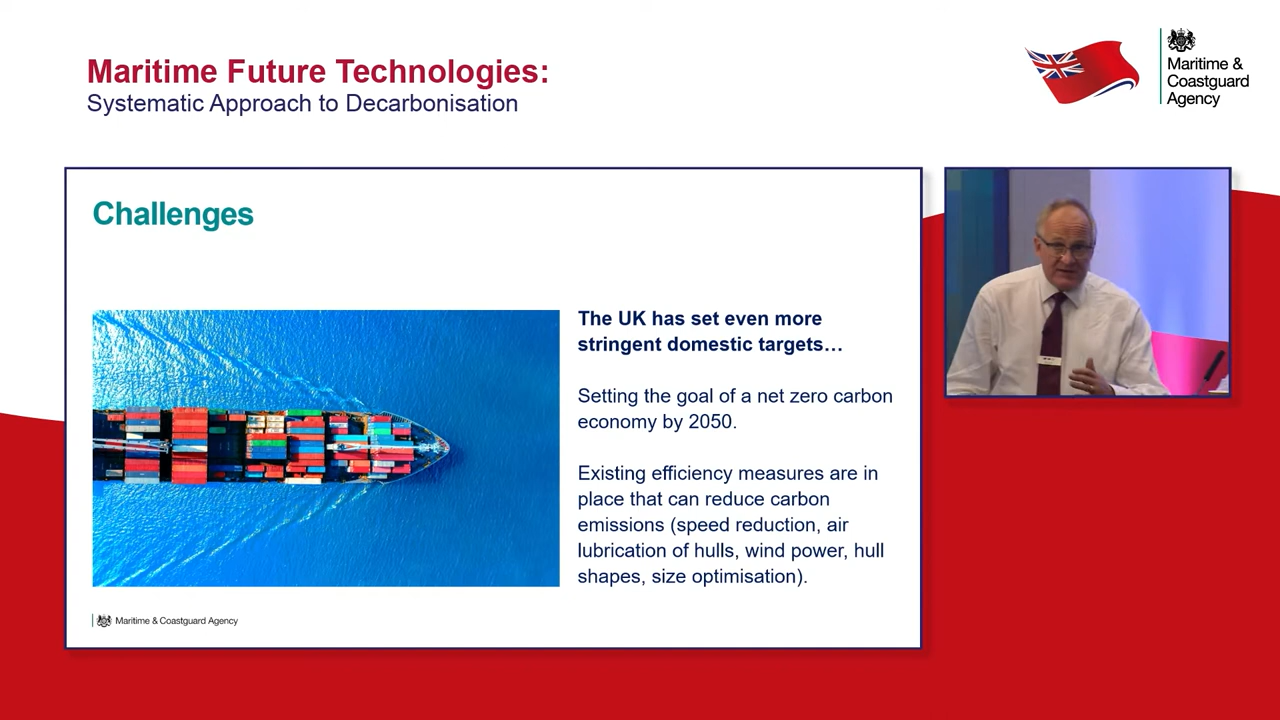 Maritime Future Technologies:
Systematic Approach to Decarbonisation
Maritime &
Coastguard
Agency
Challenges
The UK has set even more
stringent domestic targets…
Setting the goal of a net zero carbon
economy by 2050.
Existing efficiency measures are in
place that can reduce carbon
emissions (speed reduction, air
lubrication of hulls, wind power, hull
shapes, size optimisation).
Maritime & Coastguard Agency